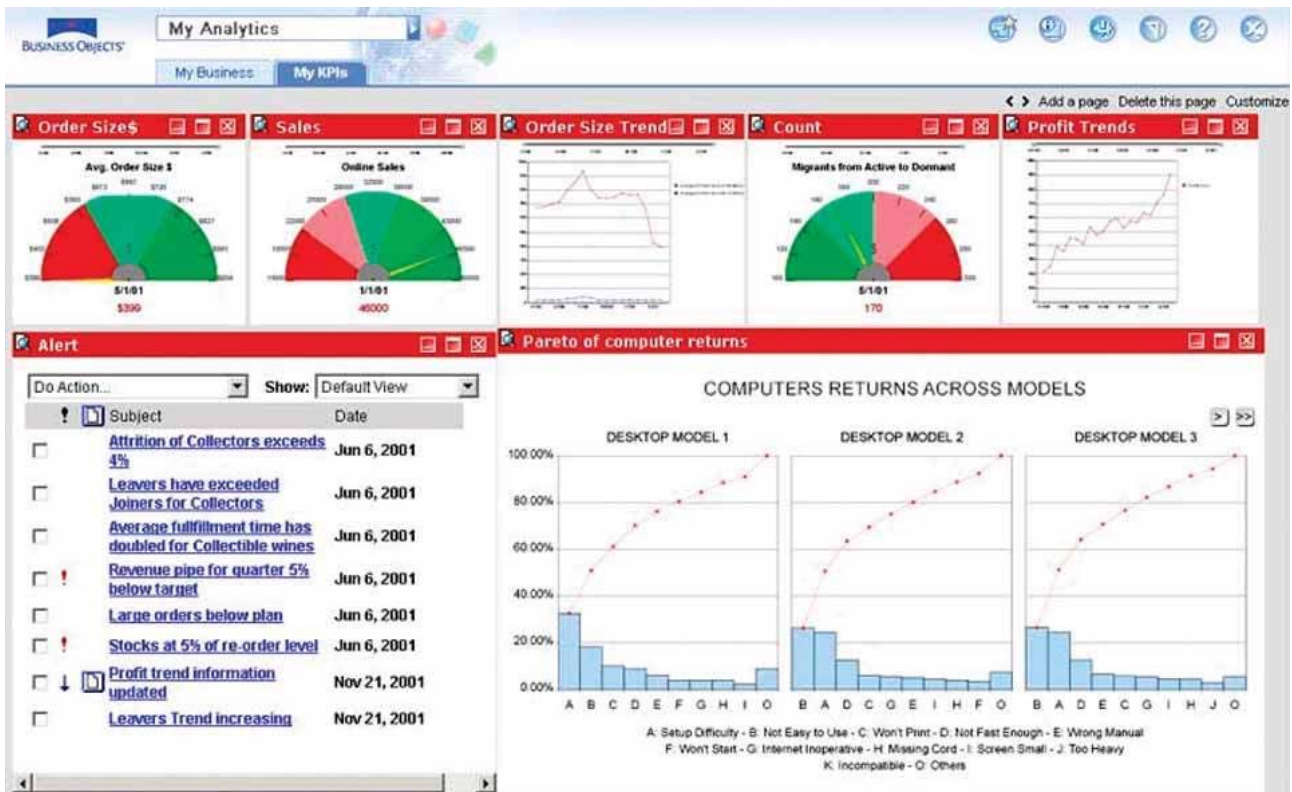 BUSINESS OBJECTS
My Analytics
My Business
My KPIs
Add a page Delete this page Customize
Order Size$
Sales
Order Size Trend
Count
Profit Trends
Avg. Order Size $
5/1/01
$399
Online Sales
1/1/01
46000
Migrants from Active to Dormant
5/1/01
170
Alert
Do Action...
Show: Default View
! Subject Date
Attrition of Collectors exceeds
4%
Jun 6, 2001
Leavers have exceeded
Joiners for Collectors
Jun 6, 2001
Average fullfillment time has
doubled for Collectible wines
Jun 6, 2001
! Revenue pipe for quarter 5%
below target
Jun 6, 2001
Large orders below plan Jun 6, 2001
! Stocks at 5% of re-order level Jun 6, 2001
Profit trend information
updated
Nov 21, 2001
Leavers Trend increasing Nov 21, 2001
Pareto of computer returns
COMPUTERS RETURNS ACROSS MODELS
> >>
DESKTOP MODEL 1
DESKTOP MODEL 2
DESKTOP MODEL 3
100.00%
80.00%
60.00%
40.00%
20.00%
0.00%
A B C D E F G H I O
B A D C G E I H F O
B A D E C G I H J O
A: Setup Difficulty - B: Not Easy to Use - C: Won't Print - D: Not Fast Enough - E: Wrong Manual
F: Won't Start - G: Internet Inoperative - H: Missing Cord - I: Screen Small - J: Too Heavy
K: Incompatible - O: Others